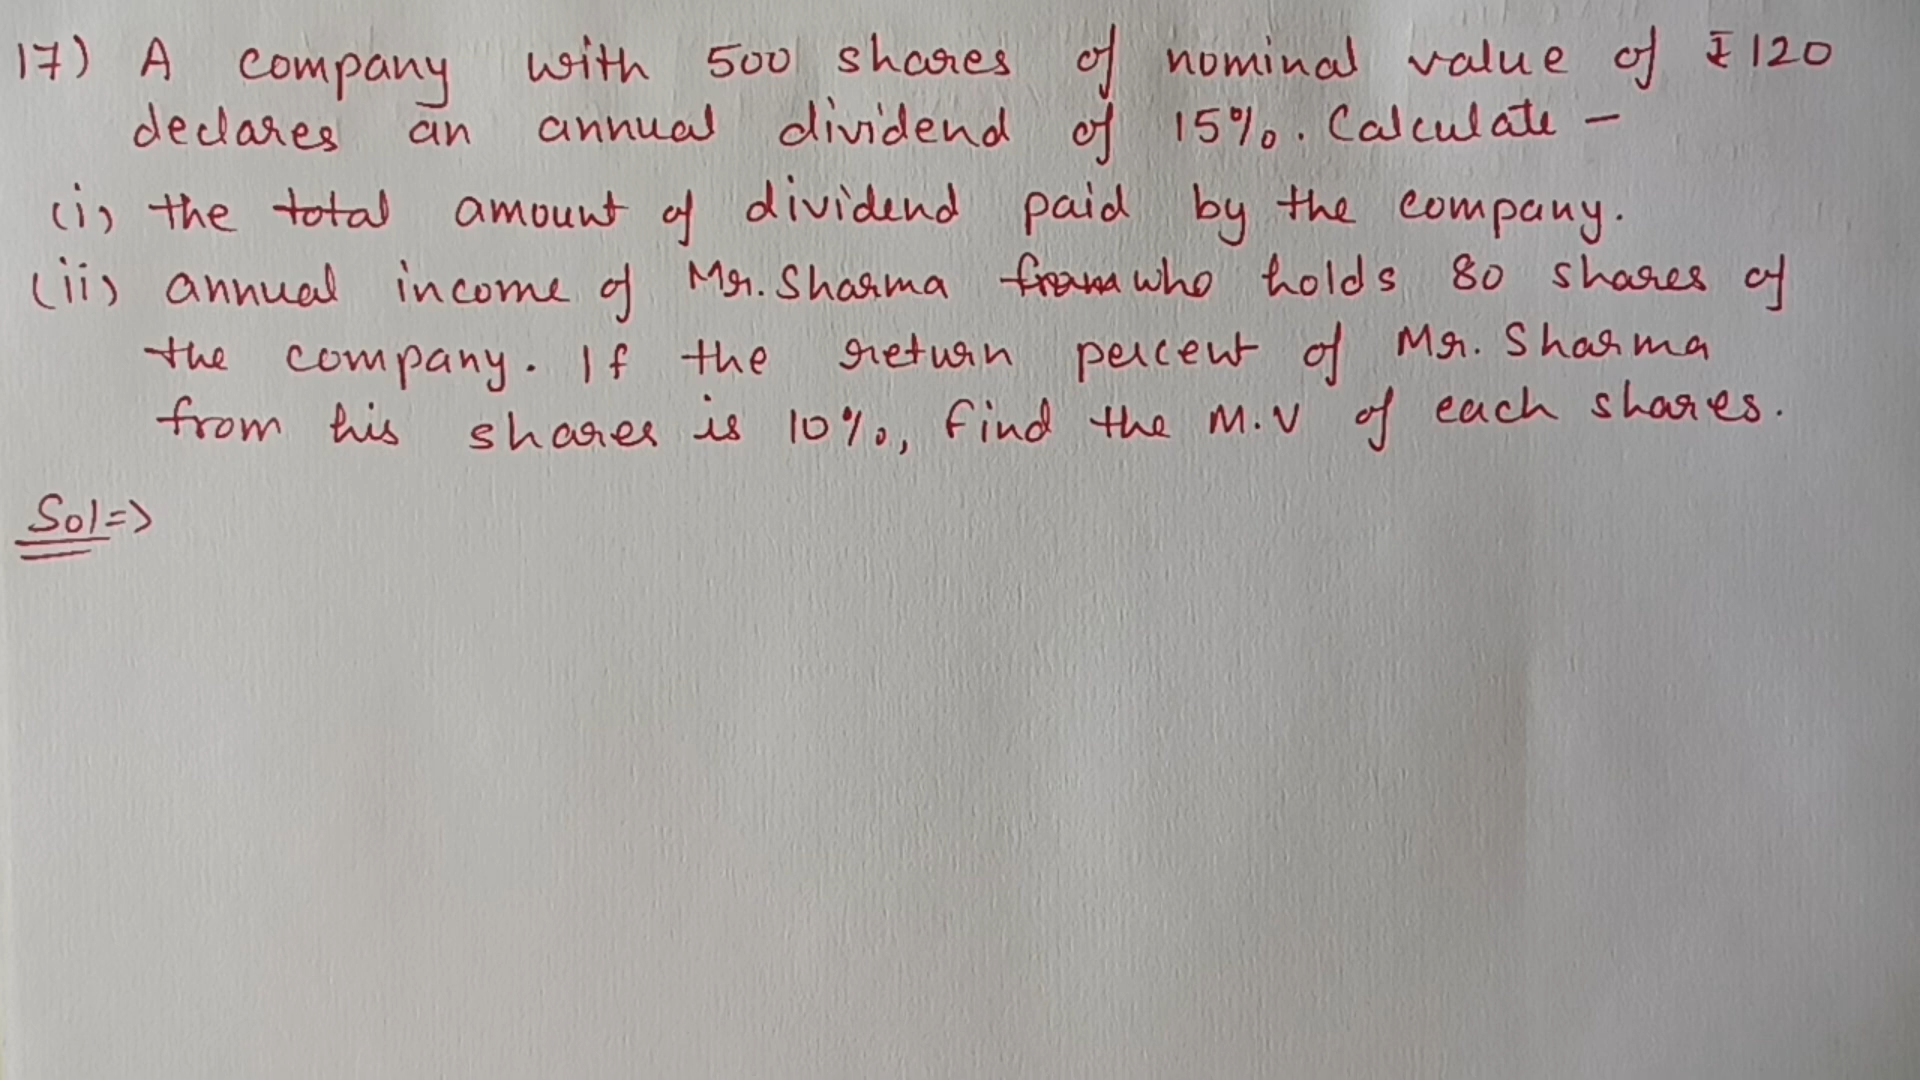 17) A company with 500 shares of nominal value of ₹120
declares an annual dividend of 15%. Calculate –
(i) the total amount of dividend paid by the company.
(ii) annual income of Mr. Sharma from who holds 80 shares of
the company. If the return percent of Mr. Sharma
from his shares is 10%, find the M.V of each shares.
Sol=>